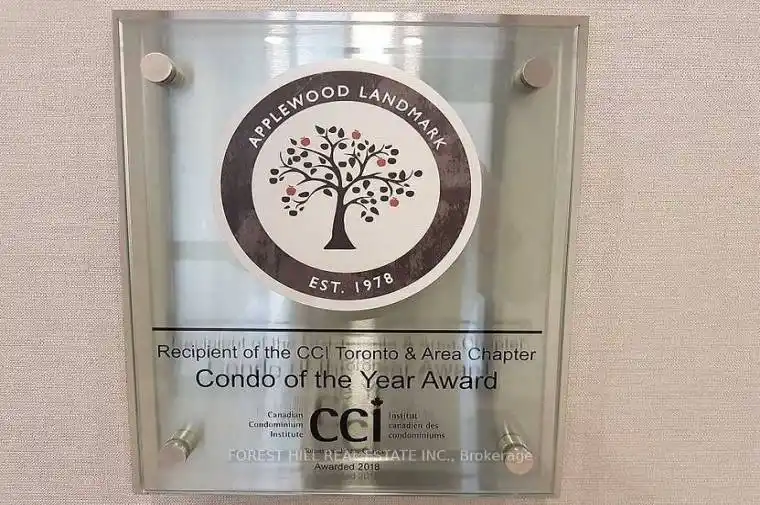 APPLEWOOD LANDMARK
EST. 1978
Recipient of the CCI Toronto & Area Chapter
Condo of the Year Award
Canadian
Condominium
Institute
cci
Institut
canadien des
condominiums
FOREST HILL REAL ESTATE INC., Brokerage
Awarded 2018